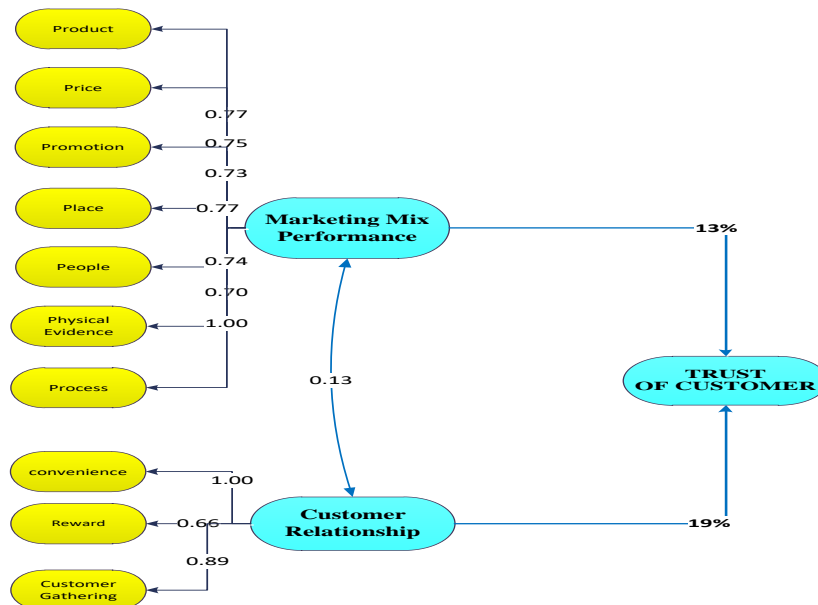 Product
Price
0.77
0.75
Promotion
0.73
Place
0.77
Marketing Mix
Performance
13%
People
0.74
0.70
Physical
Evidence
1.00
Process
0.13
TRUST
OF CUSTOMER
convenience
1.00
Reward
0.66
Customer
Relationship
19%
0.89
Customer
Gathering